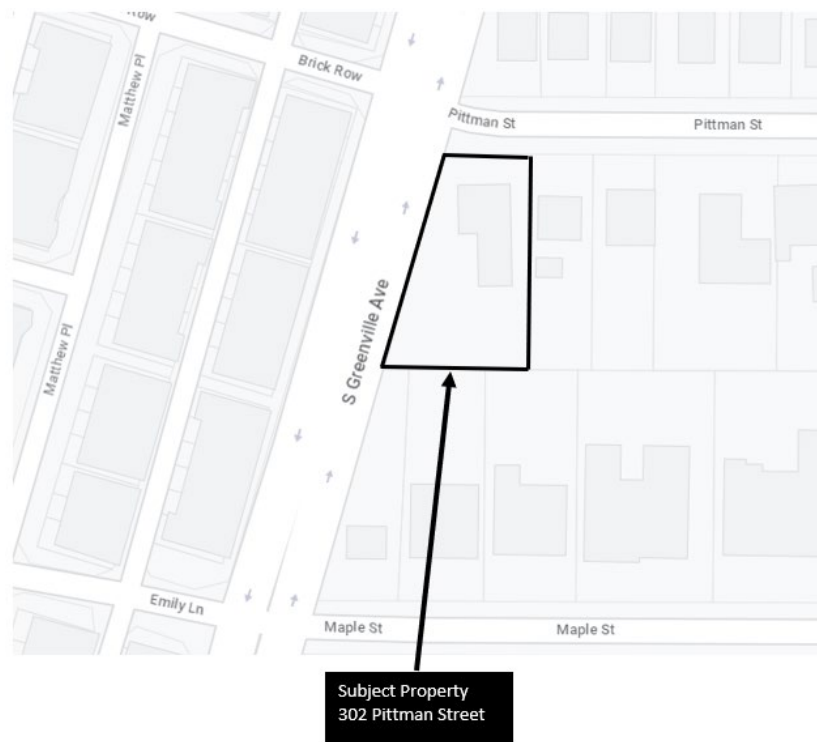 Row
Matthew Pl
Brick Row
Pittman St
Pittman St
S Greenville Ave
Matthew Pl
Emily Ln
Maple St
Maple St
Subject Property
302 Pittman Street